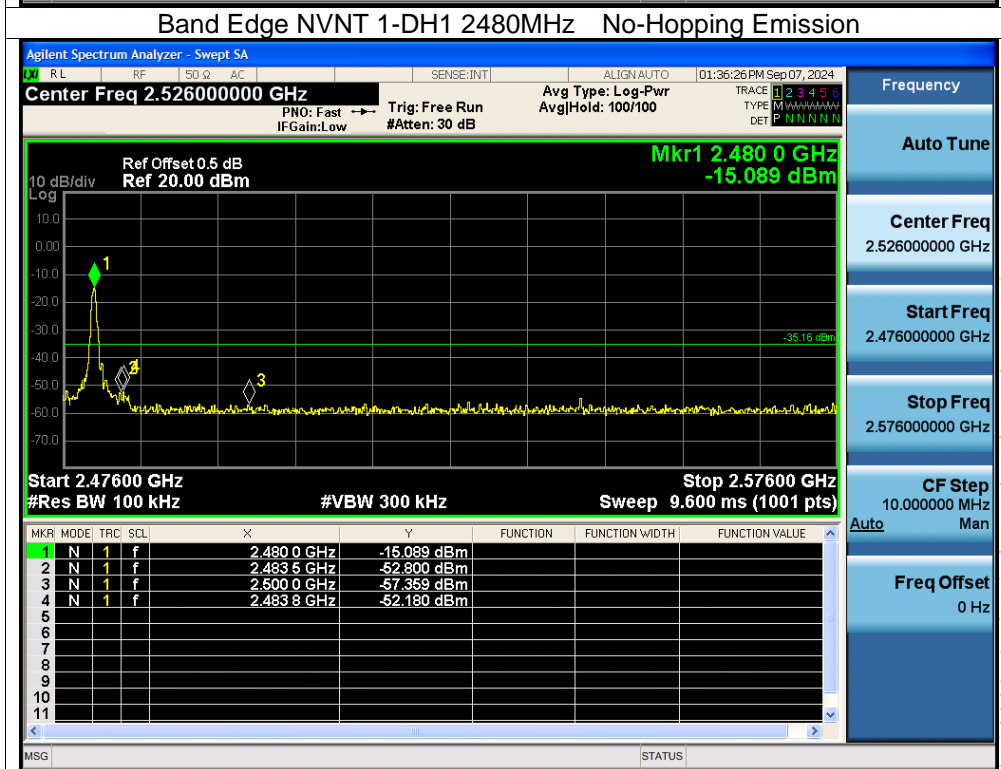 Band Edge NVNT 1-DH1 2480MHz No-Hopping Emission
Agilent Spectrum Analyzer - Swept SA
LXI RL RF 50 Ω AC SENSE:INT ALIGN AUTO 01:36:26 PM Sep 07, 2024
Center Freq 2.526000000 GHz
PNO: Fast
IFGain:Low
Trig: Free Run
#Atten: 30 dB
Avg Type: Log-Pwr
Avg|Hold: 100/100
TRACE 1 2 3 4 5 6
TYPE M W W W W W
DET P N N N N N
Frequency
Auto Tune
Center Freq
2.526000000 GHz
Start Freq
2.476000000 GHz
Stop Freq
2.576000000 GHz
CF Step
10.000000 MHz
Auto Man
Freq Offset
0 Hz
Mkr1 2.480 0 GHz
-15.089 dBm
Ref Offset 0.5 dB
10 dB/div Ref 20.00 dBm
Log
10.0
0.00
-10.0
-20.0
-30.0
-40.0
-50.0
-60.0
-70.0
1
2
4
3
-35.16 dBm
Start 2.47600 GHz Stop 2.57600 GHz
#Res BW 100 kHz #VBW 300 kHz Sweep 9.600 ms (1001 pts)
MKR MODE TRC SCL X Y FUNCTION FUNCTION WIDTH FUNCTION VALUE
1 N 1 f 2.480 0 GHz -15.089 dBm
2 N 1 f 2.483 5 GHz -52.800 dBm
3 N 1 f 2.500 0 GHz -57.359 dBm
4 N 1 f 2.483 8 GHz -52.180 dBm
5
6
7
8
9
10
11
MSG STATUS